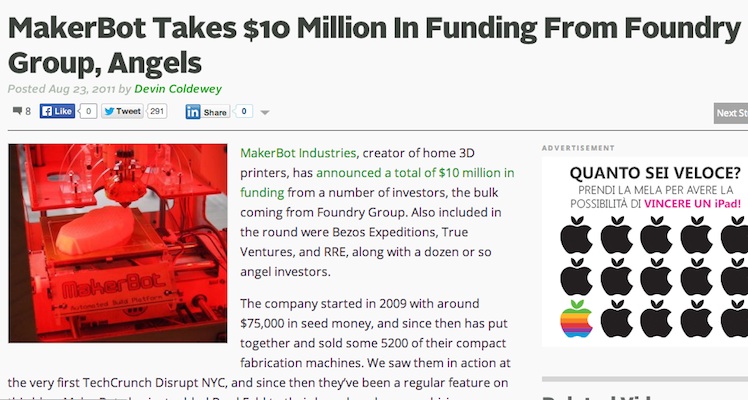 MakerBot Takes $10 Million In Funding From Foundry
Group, Angels
Posted Aug 23, 2011 by Devin Coldewey
8 Like 0 Tweet 291 in Share 0
Next St
MakerBot Industries, creator of home 3D
printers, has announced a total of $10 million in
funding from a number of investors, the bulk
coming from Foundry Group. Also included in
the round were Bezos Expeditions, True
Ventures, and RRE, along with a dozen or so
angel investors.
The company started in 2009 with around
$75,000 in seed money, and since then has put
together and sold some 5200 of their compact
fabrication machines. We saw them in action at
the very first TechCrunch Disrupt NYC, and since then they've been a regular feature on
MakerBot
Automated Build Platform
ADVERTISEMENT
QUANTO SEI VELOCE?
PRENDI LA MELA PER AVERE LA
POSSIBILITÀ DI VINCERE UN iPad!